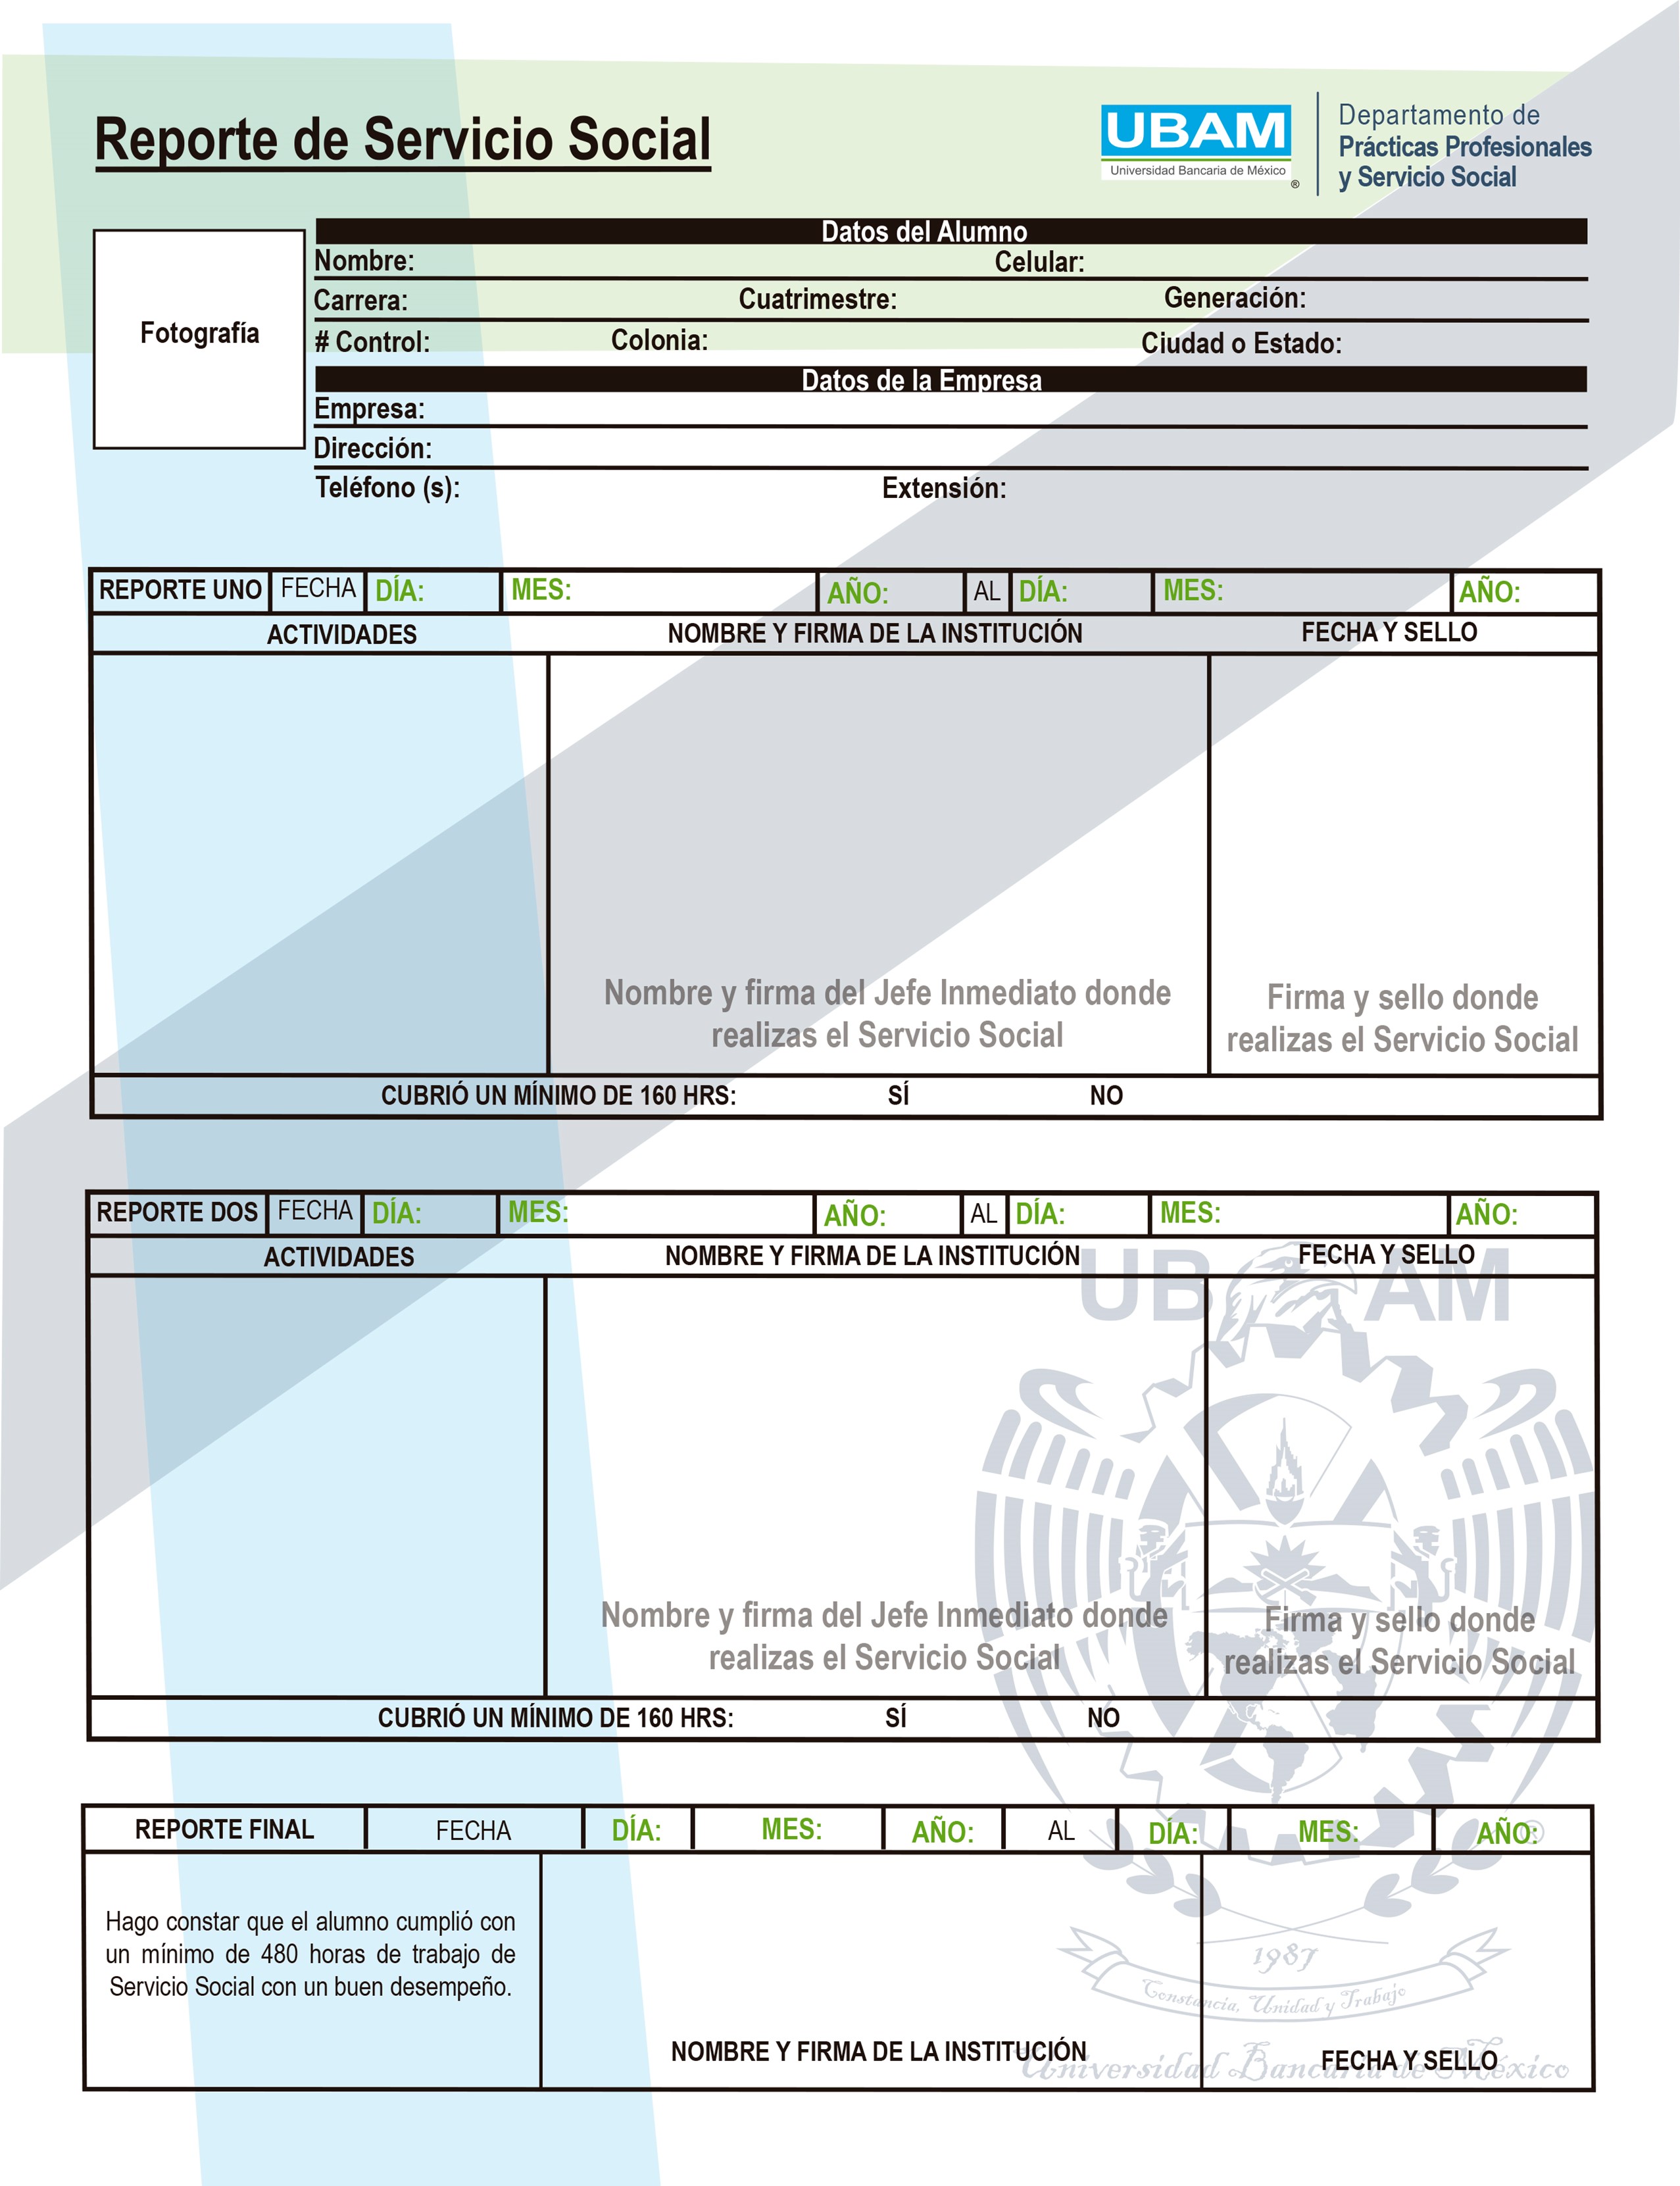 Reporte de Servicio Social
UBAM
Universidad Bancaria de México
®
Departamento de
Prácticas Profesionales
y Servicio Social
Fotografía
Datos del Alumno
Nombre: Celular:
Carrera: Cuatrimestre: Generación:
# Control: Colonia: Ciudad o Estado:
Datos de la Empresa
Empresa:
Dirección:
Teléfono (s): Extensión:
REPORTE UNO FECHA DÍA: MES: AÑO: AL DÍA: MES: AÑO:
ACTIVIDADES NOMBRE Y FIRMA DE LA INSTITUCIÓN FECHA Y SELLO
Nombre y firma del Jefe Inmediato donde
realizas el Servicio Social
Firma y sello donde
realizas el Servicio Social
CUBRIÓ UN MÍNIMO DE 160 HRS: SÍ NO
REPORTE DOS FECHA DÍA: MES: AÑO: AL DÍA: MES: AÑO:
ACTIVIDADES NOMBRE Y FIRMA DE LA INSTITUCIÓN FECHA Y SELLO
UBAM
Nombre y firma del Jefe Inmediato donde
realizas el Servicio Social
Firma y sello donde
realizas el Servicio Social
CUBRIÓ UN MÍNIMO DE 160 HRS: SÍ NO
REPORTE FINAL FECHA DÍA: MES: AÑO: AL DÍA: MES: AÑO:
®
Hago constar que el alumno cumplió con
un mínimo de 480 horas de trabajo de
Servicio Social con un buen desempeño.
1987
Constancia, Unidad y Trabajo
NOMBRE Y FIRMA DE LA INSTITUCIÓN
FECHA Y SELLO
Universidad Bancaria de México